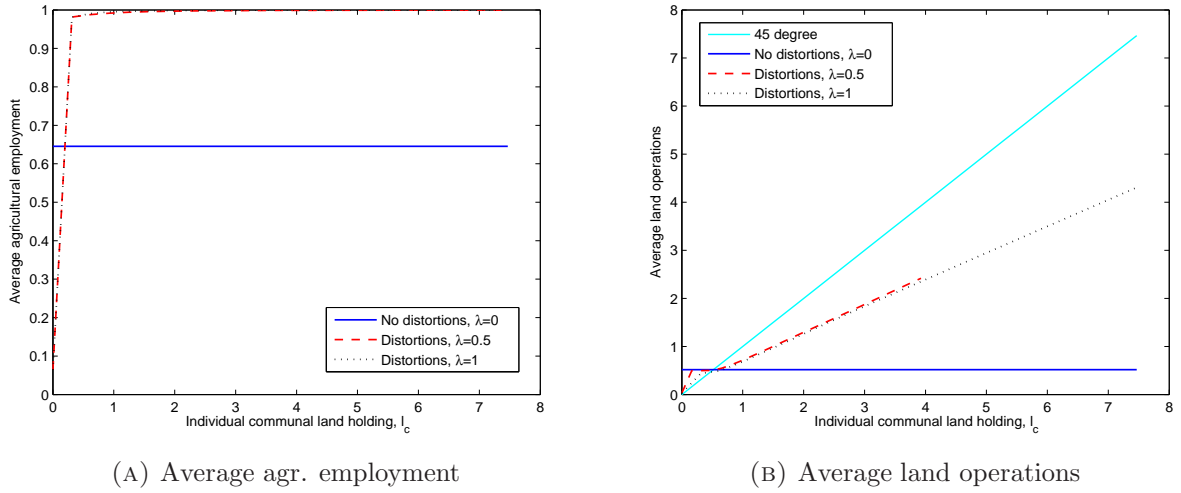 1
0.9
0.8
0.7
0.6
0.5
0.4
0.3
0.2
0.1
0
Average agricultural employment
No distortions, λ=0
Distortions, λ=0.5
Distortions, λ=1
0 1 2 3 4 5 6 7 8
Individual communal land holding, l_c
(A) Average agr. employment
8
7
6
5
4
3
2
1
0
Average land operations
45 degree
No distortions, λ=0
Distortions, λ=0.5
Distortions, λ=1
0 1 2 3 4 5 6 7 8
Individual communal land holding, l_c
(B) Average land operations